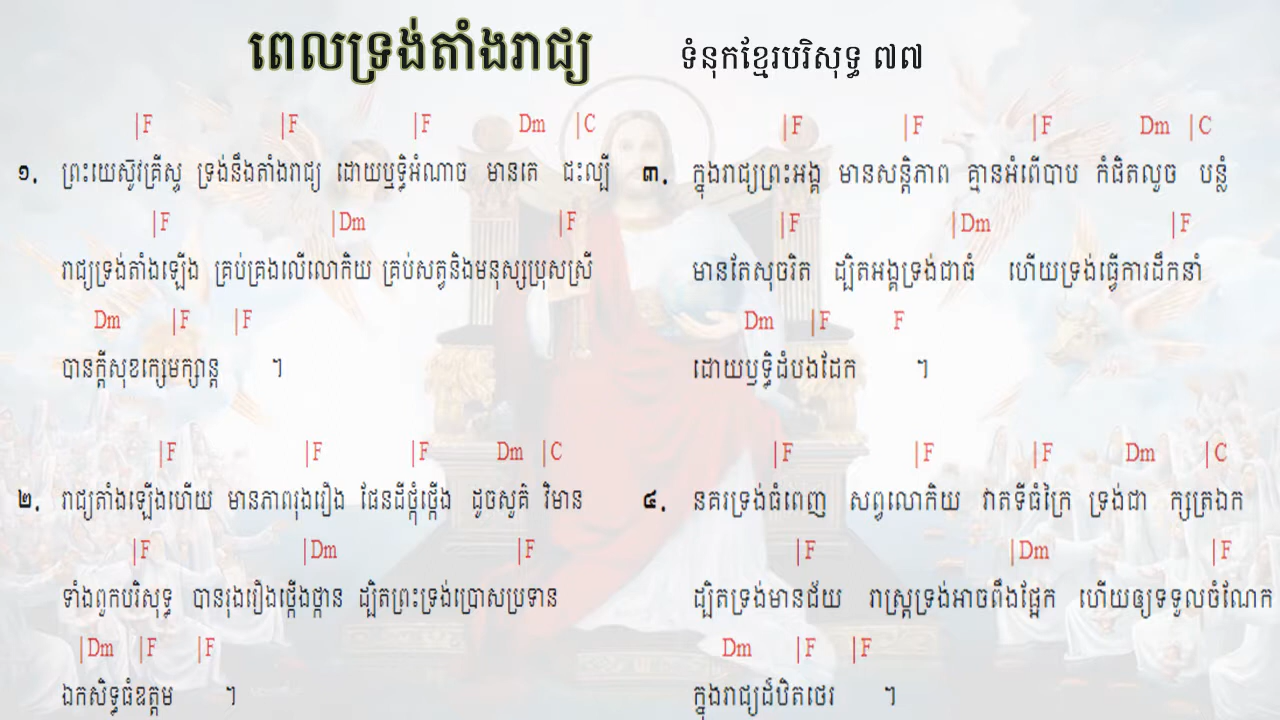 ពេលទ្រង់តាំងរាជ្យ ទំនុកខ្មែរបរិសុទ្ធ ៧៧
|F |F |F Dm |C
១. ព្រះយេស៊ូវគ្រីស្ទ ទ្រង់នឹងតាំងរាជ្យ ដោយឬទ្ធិអំណាច មានតេ ជះល្បី
|F |Dm |F
រាជ្យទ្រង់តាំងឡើង គ្រប់គ្រងលើលោកិយ គ្រប់សត្វនិងមនុស្សប្រុសស្រី
Dm |F |F
បានក្ដីសុខក្សេមក្សាន្ត ។
|F |F |F Dm |C
២. រាជ្យតាំងឡើងហើយ មានភាពរុងរឿង ផែនដីថ្កុំថ្កើង ដូចសួគ៌ វិមាន
|F |Dm |F
ទាំងពួកបរិសុទ្ធ បានរុងរឿងថ្កើងថ្កាន ដ្បិតព្រះទ្រង់ប្រោសប្រទាន
|Dm |F |F
ឯកសិទ្ធធំឧត្តម ។
|F |F |F Dm |C
៣. ក្នុងរាជ្យព្រះអង្គ មានសន្តិភាព គ្មានអំពើបាប កំផិតលួច បន្លំ
|F |Dm |F
មានតែសុចរិត ដ្បិតអង្គទ្រង់ជាធំ ហើយទ្រង់ធ្វើការដឹកនាំ
Dm |F F
ដោយឫទ្ធិដំបងដែក ។
|F |F |F Dm |C
៤. នគរទ្រង់ធំពេញ សព្វលោកិយ វាតទីធំក្រៃ ទ្រង់ជា ក្សត្រឯក
|F |Dm |F
ដ្បិតទ្រង់មានជ័យ រាស្ត្រទ្រង់អាចពឹងផ្អែក ហើយឲ្យទទួលចំណែក
Dm |F |F
ក្នុងរាជ្យដ៏ឋិតថេរ ។